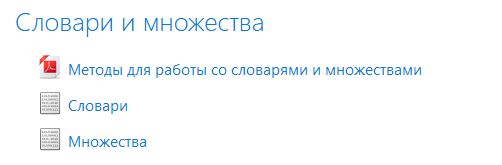 Словари и множества
Методы для работы со словарями и множествами
Словари
Множества